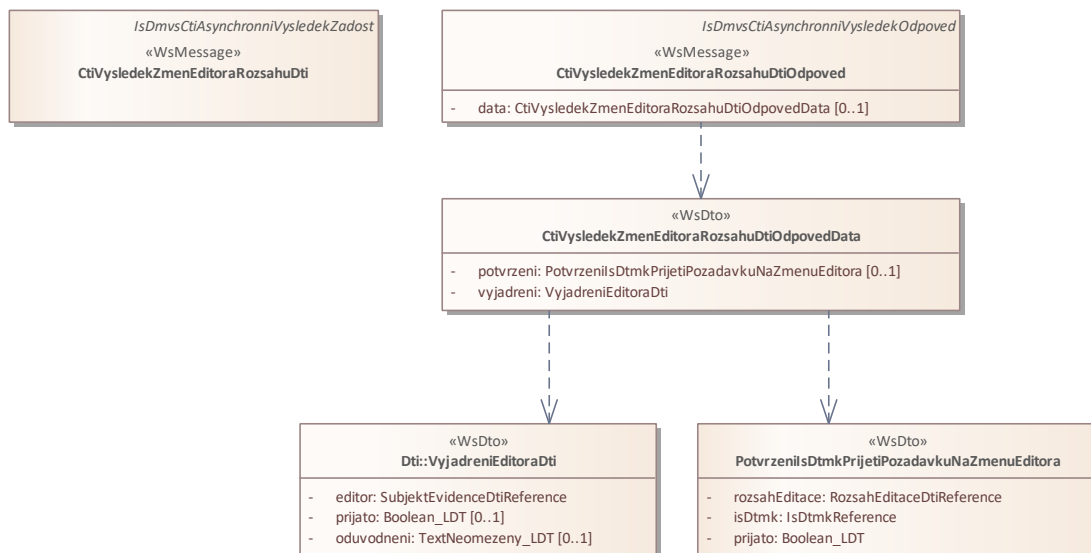 IsDmvsCtiAsynchronniVysledekZadost
«WsMessage»
CtiVysledekZmenEditoraRozsahuDti
IsDmvsCtiAsynchronniVysledekOdpoved
«WsMessage»
CtiVysledekZmenEditoraRozsahuDtiOdpoved
- data: CtiVysledekZmenEditoraRozsahuDtiOdpovedData [0..1]
«WsDto»
CtiVysledekZmenEditoraRozsahuDtiOdpovedData
- potvrzeni: PotvrzeniIsDtmkPrijetiPozadavkuNaZmenuEditora [0..1]
- vyjadreni: VyjadreniEditoraDti
«WsDto»
Dti::VyjadreniEditoraDti
- editor: SubjektEvidenceDtiReference
- prijato: Boolean_LDT [0..1]
- oduvodneni: TextNeomezeny_LDT [0..1]
«WsDto»
PotvrzeniIsDtmkPrijetiPozadavkuNaZmenuEditora
- rozsahEditace: RozsahEditaceDtiReference
- isDtmk: IsDtmkReference
- prijato: Boolean_LDT